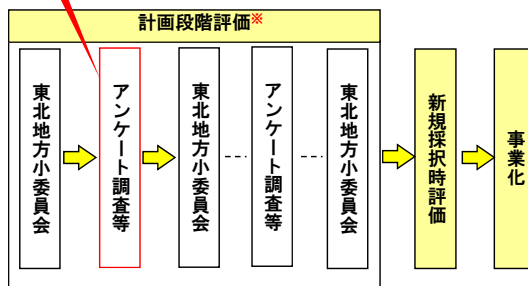 計画段階評価※
東北地方小委員会
アンケート調査等
東北地方小委員会
アンケート調査等
東北地方小委員会
新規採択時評価
事業化